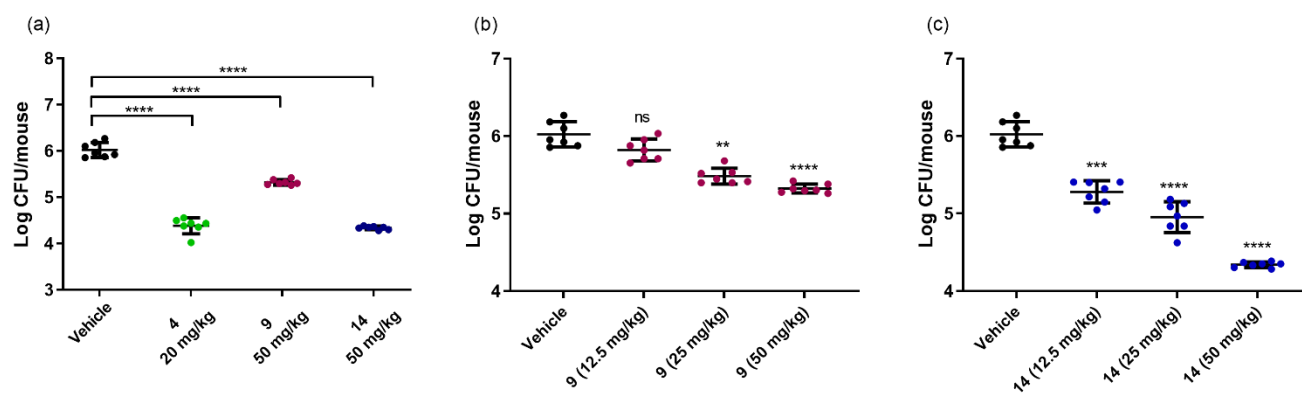 (a)
Log CFU/mouse
8
7
6
5
4
3
****
****
****
Vehicle
4
20 mg/kg
9
50 mg/kg
14
50 mg/kg
(b)
Log CFU/mouse
7
6
5
4
ns
**
****
Vehicle
9 (12.5 mg/kg)
9 (25 mg/kg)
9 (50 mg/kg)
(c)
Log CFU/mouse
7
6
5
4
***
****
****
Vehicle
14 (12.5 mg/kg)
14 (25 mg/kg)
14 (50 mg/kg)